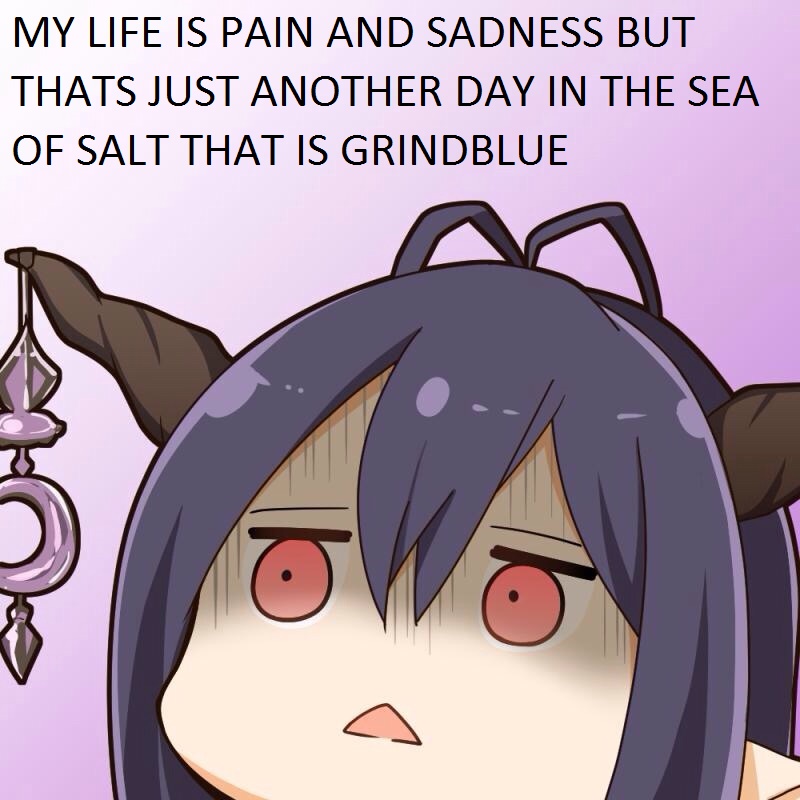 MY LIFE IS PAIN AND SADNESS BUT
THATS JUST ANOTHER DAY IN THE SEA
OF SALT THAT IS GRINDBLUE